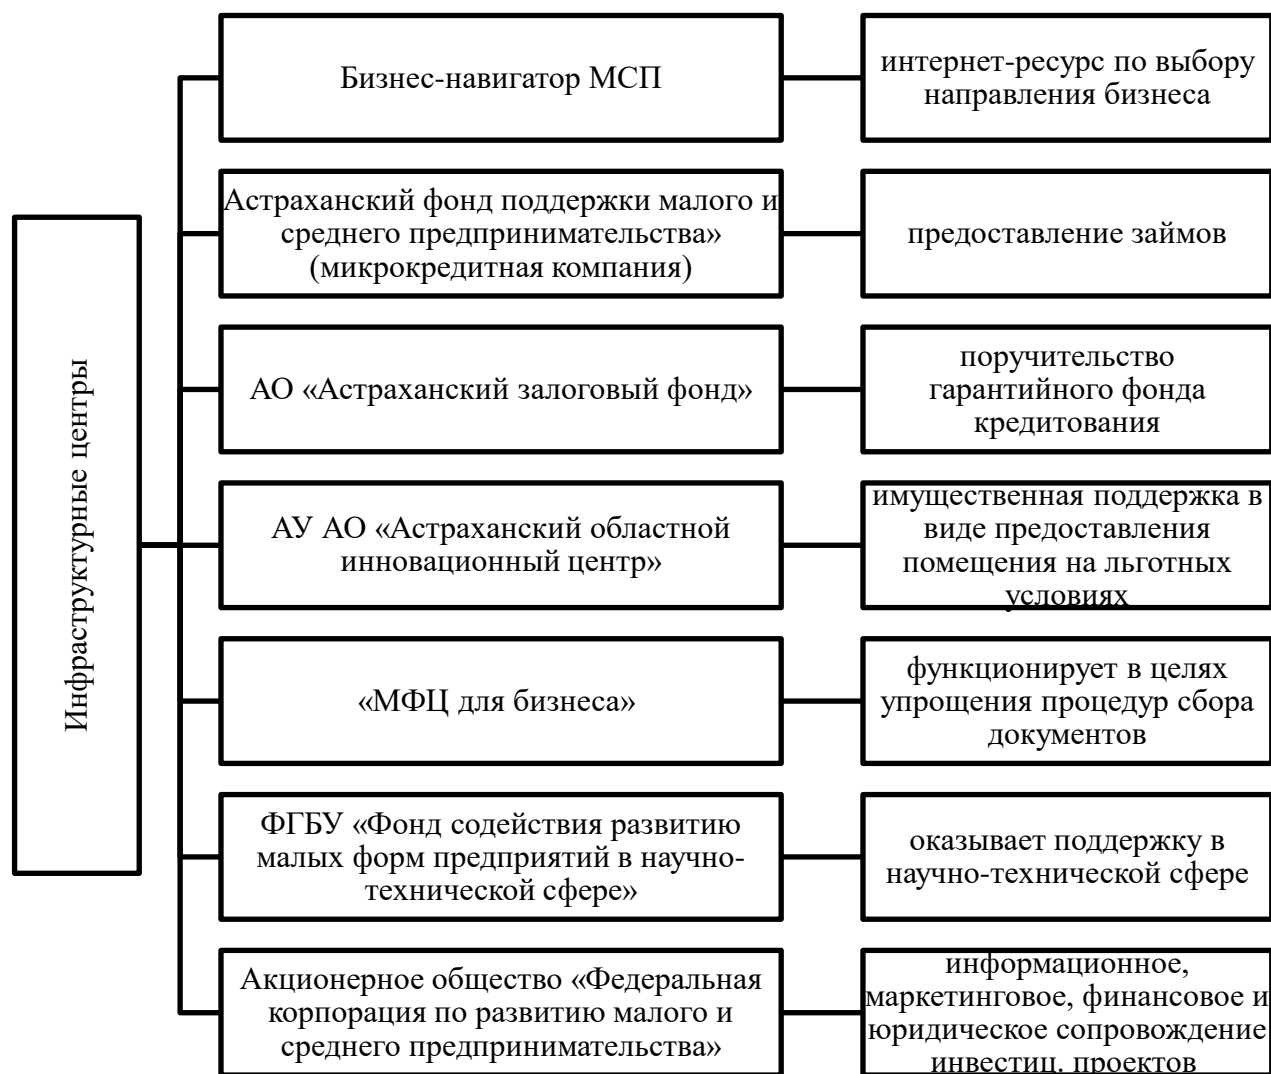 Инфраструктурные центры
Бизнес-навигатор МСП
интернет-ресурс по выбору
направления бизнеса
Астраханский фонд поддержки малого и
среднего предпринимательства»
(микрокредитная компания)
предоставление займов
АО «Астраханский залоговый фонд»
поручительство
гарантийного фонда
кредитования
АУ АО «Астраханский областной
инновационный центр»
имущественная поддержка в
виде предоставления
помещения на льготных
условиях
«МФЦ для бизнеса»
функционирует в целях
упрощения процедур сбора
документов
ФГБУ «Фонд содействия развитию
малых форм предприятий в научно-
технической сфере»
оказывает поддержку в
научно-технической сфере
Акционерное общество «Федеральная
корпорация по развитию малого и
среднего предпринимательства»
информационное,
маркетинговое, финансовое и
юридическое сопровождение
инвестиц. проектов